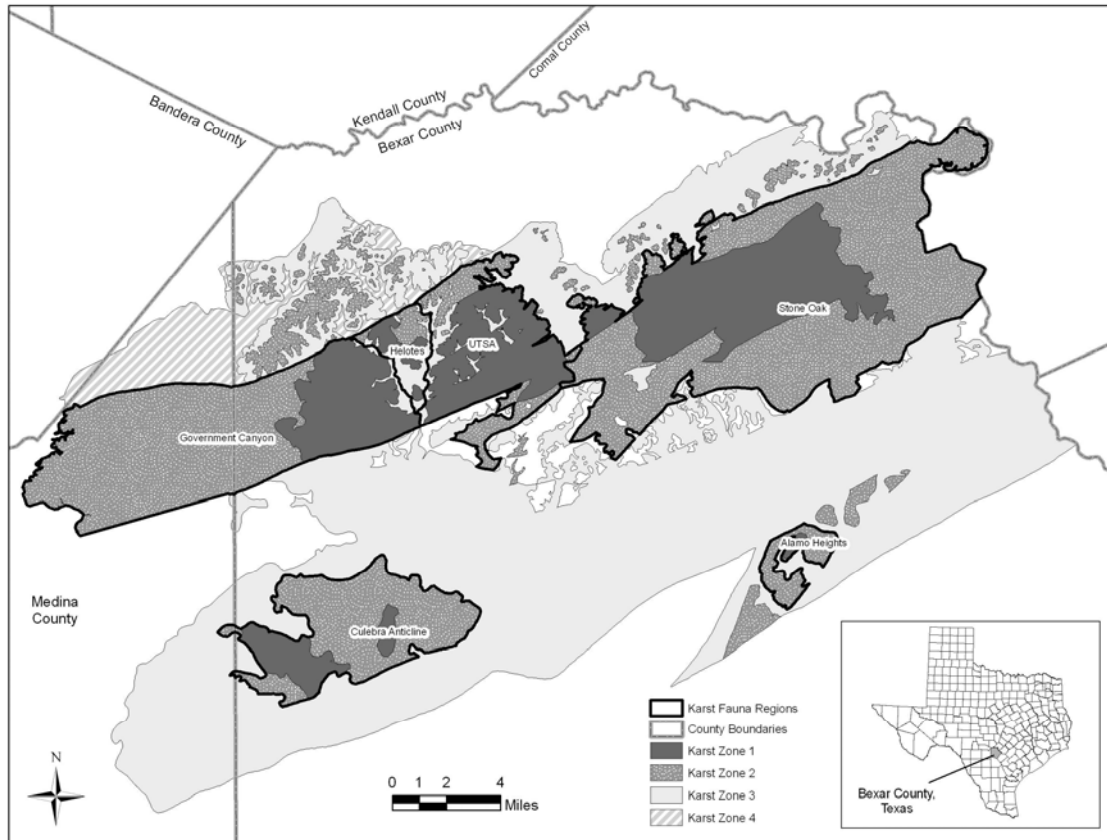 Comal County
Bandera County
Kendall County
Bexar County
Stone Oak
UTSA
Helotes
Government Canyon
Alamo Heights
Medina
County
Culebra Anticline
N
0 1 2 4
Miles
Karst Fauna Regions
County Boundaries
Karst Zone 1
Karst Zone 2
Karst Zone 3
Karst Zone 4
Bexar County,
Texas